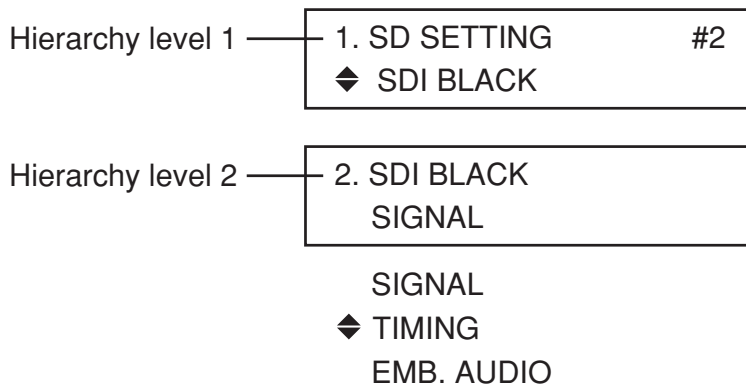 Hierarchy level 1 1. SD SETTING #2
SDI BLACK
Hierarchy level 2 2. SDI BLACK
SIGNAL
SIGNAL
TIMING
EMB. AUDIO